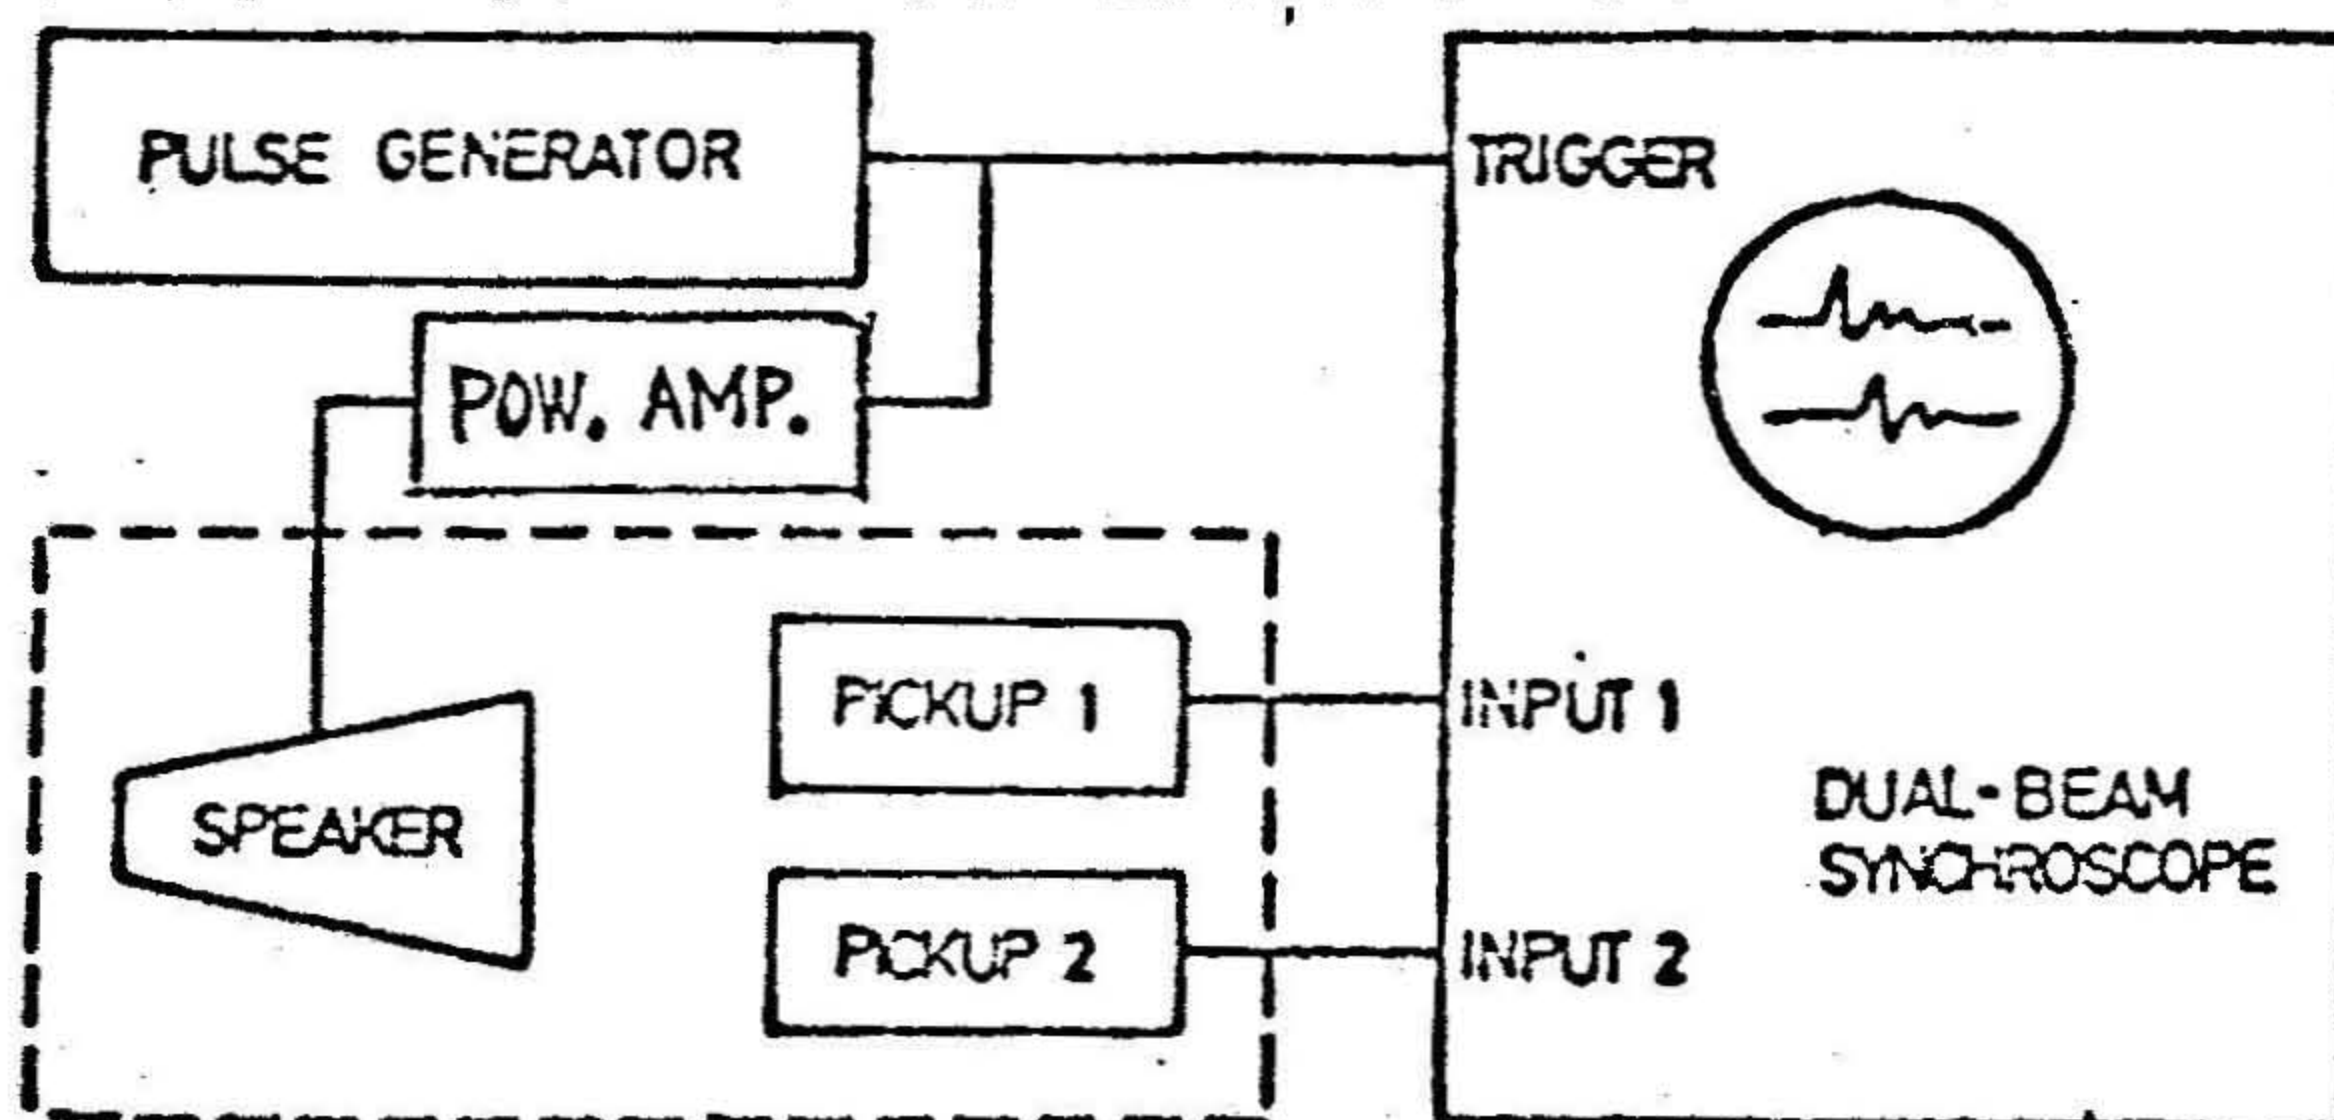 PULSE GENERATOR
TRIGGER
POW. AMP.
PICKUP 1
INPUT 1
SPEAKER
DUAL-BEAM
SYNCHROSCOPE
PICKUP 2
INPUT 2